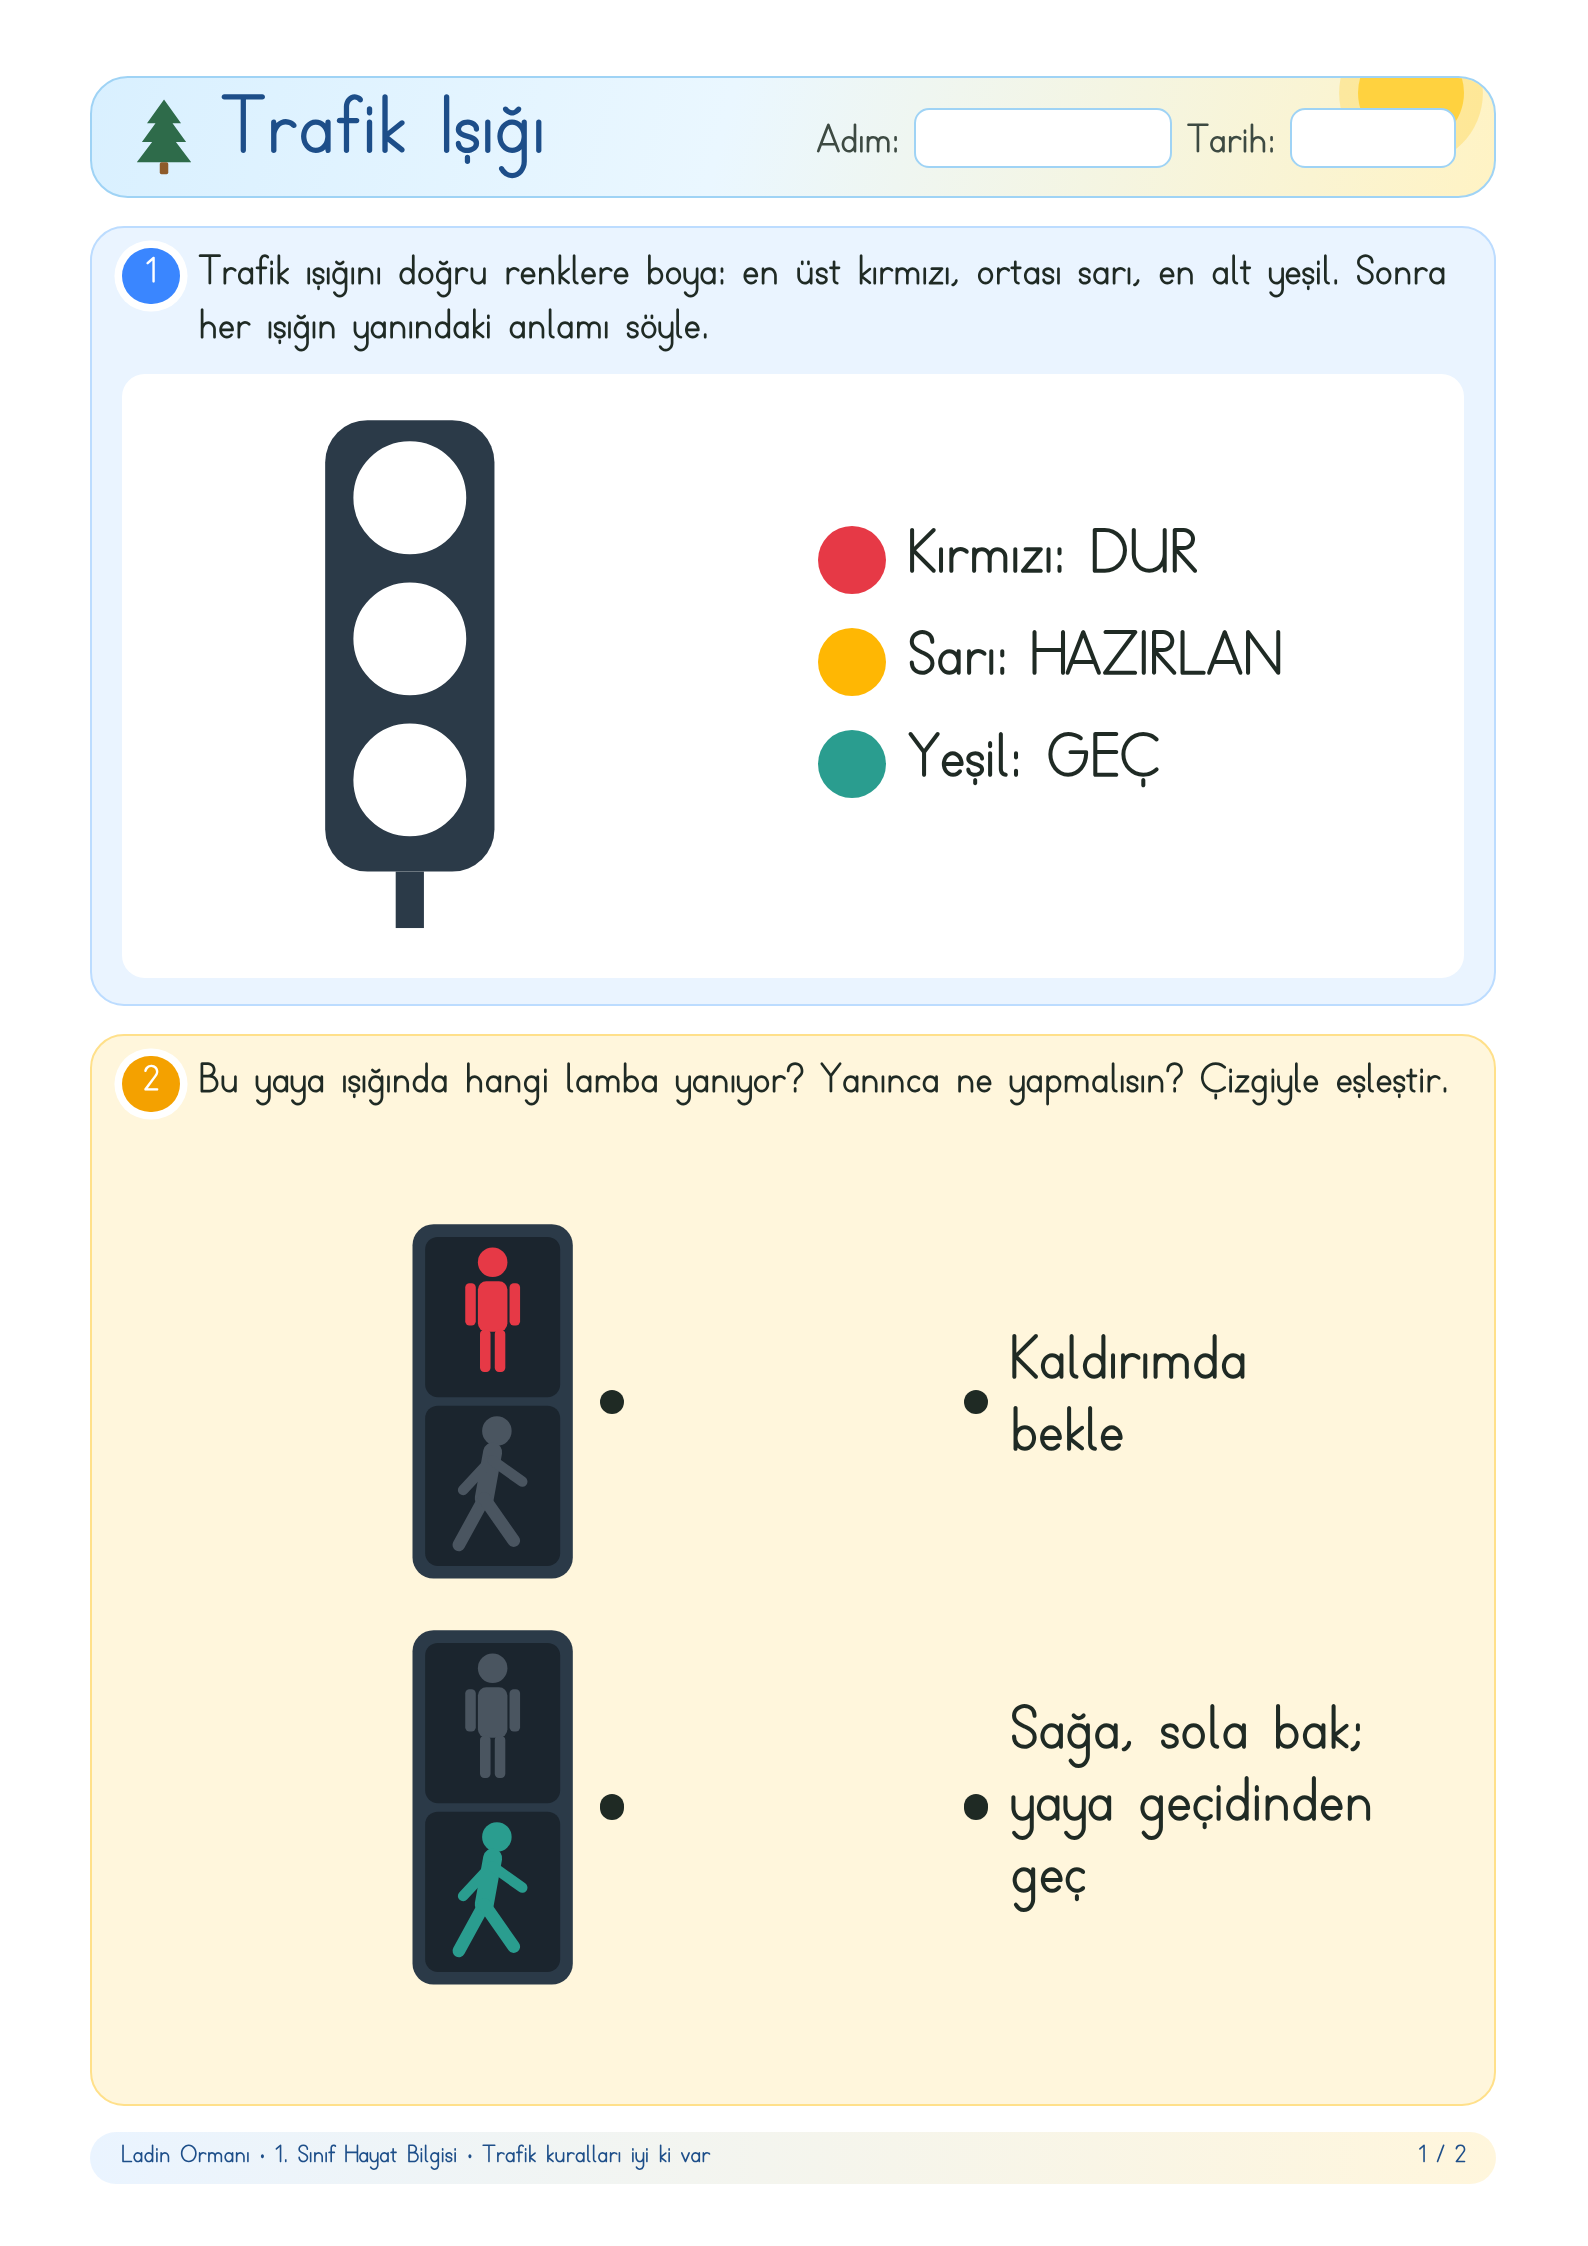 Trafik Işığı
Adım:
Tarih:
1
Trafik ışığını doğru renklere boya: en üst kırmızı, ortası sarı, en alt yeşil. Sonra
her ışığın yanındaki anlamı söyle.
Kırmızı: DUR
Sarı: HAZIRLAN
Yeşil: GEÇ
2
Bu yaya ışığında hangi lamba yanıyor? Yanınca ne yapmalısın? Çizgiyle eşleştir.
Kaldırımda
bekle
Sağa, sola bak;
yaya geçidinden
geç
Ladin Ormanı • 1. Sınıf Hayat Bilgisi • Trafik kuralları iyi ki var
1 / 2